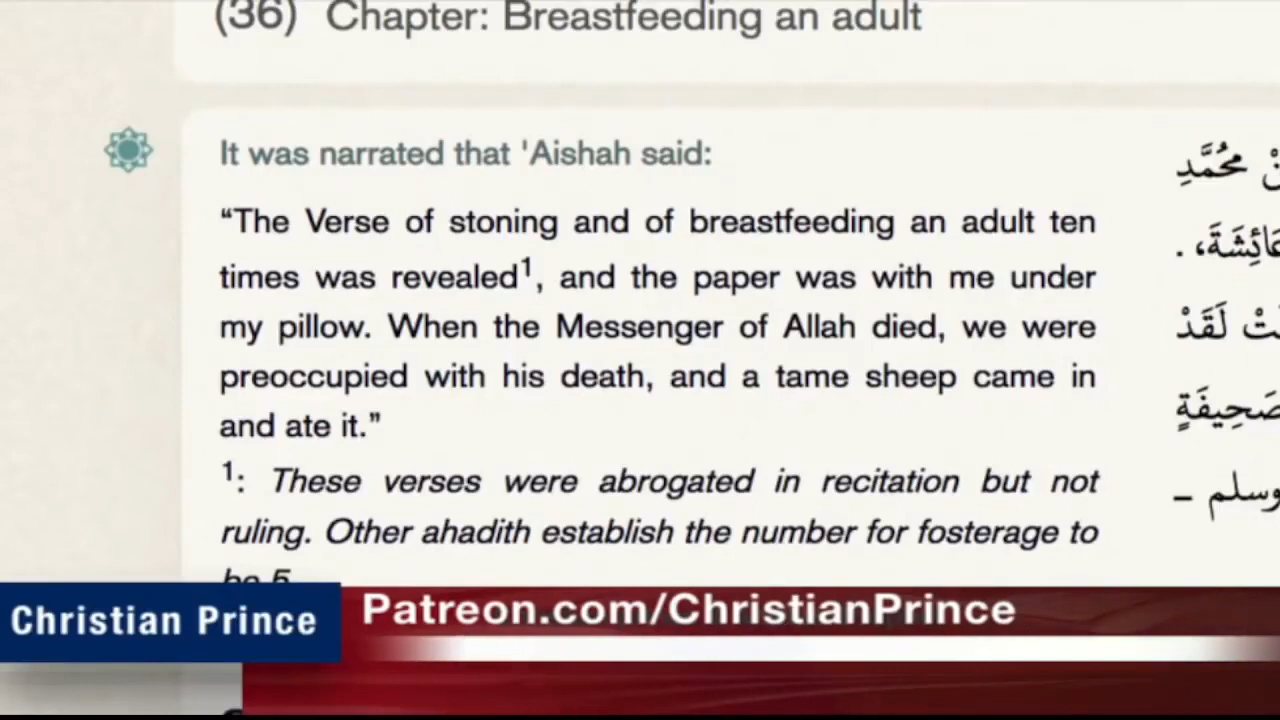 (36) Chapter: Breastfeeding an adult
It was narrated that 'Aishah said:
“The Verse of stoning and of breastfeeding an adult ten
times was revealed¹, and the paper was with me under
my pillow. When the Messenger of Allah died, we were
preoccupied with his death, and a tame sheep came in
and ate it.”
¹: These verses were abrogated in recitation but not
ruling. Other ahadith establish the number for fosterage to
be 5
نْ مُحَمَّدِ
عَائِشَةَ، .
تْ لَقَدْ
صَحِيفَةٍ
وسلم ـ
Christian Prince
Patreon.com/ChristianPrince